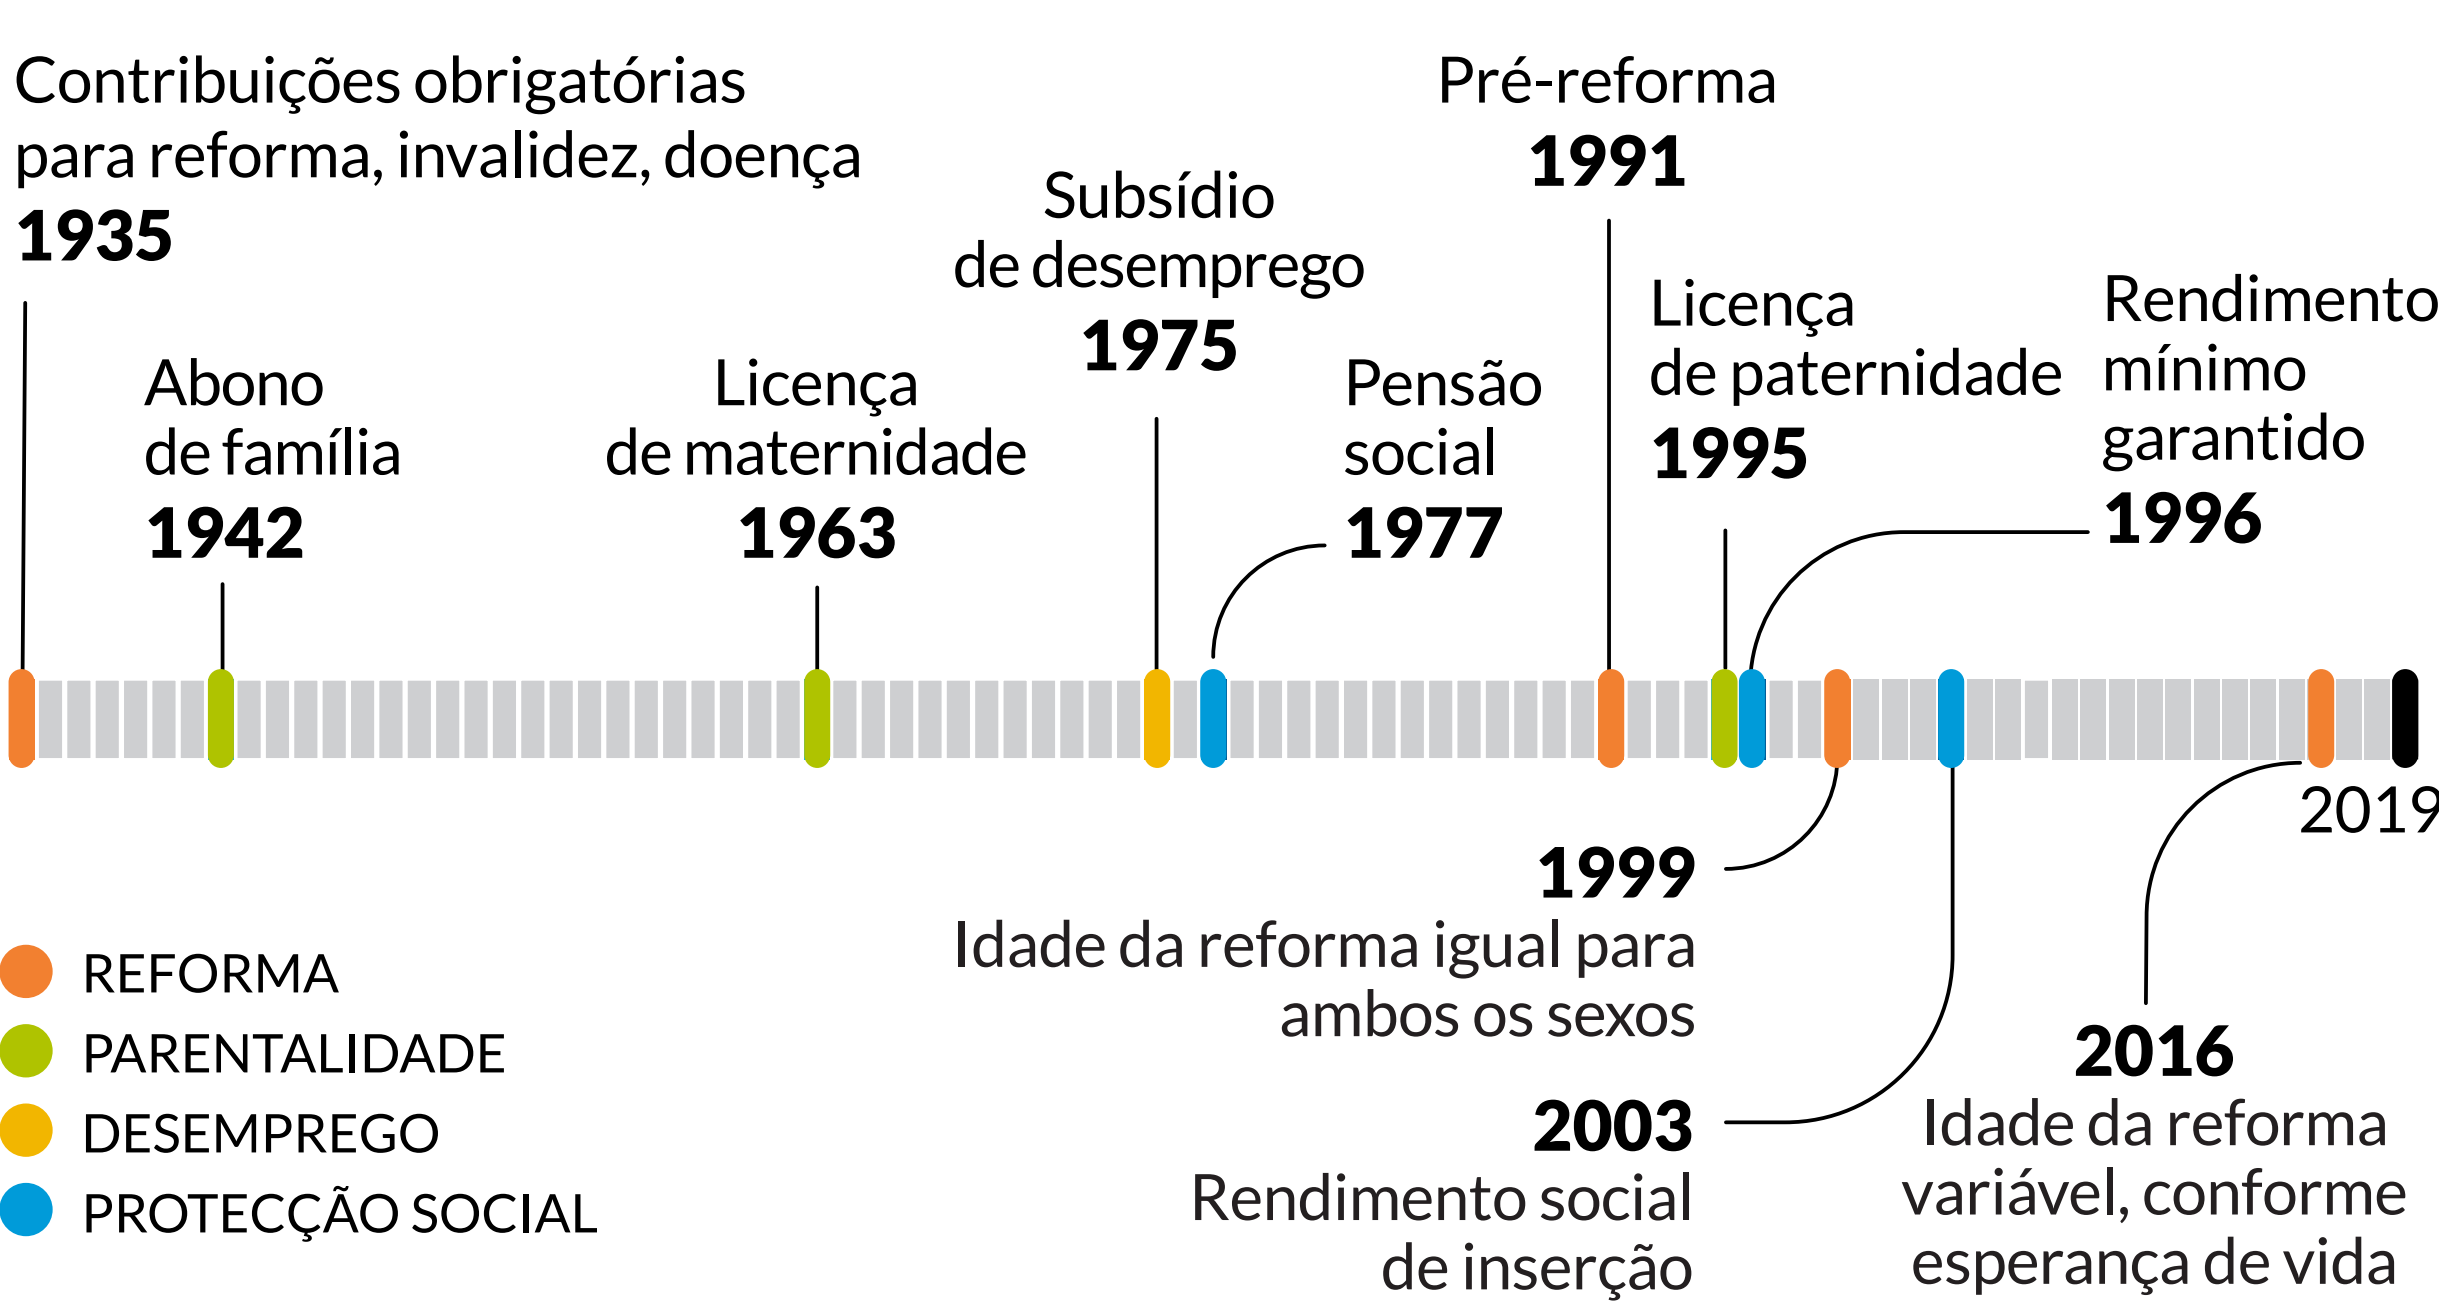 Contribuições obrigatórias
para reforma, invalidez, doença
1935
Abono
de família
1942
Licença
de maternidade
1963
Subsídio
de desemprego
1975
Pensão
social
1977
Pré-reforma
1991
Licença
de paternidade
1995
Rendimento
mínimo
garantido
1996
2019
1999
Idade da reforma igual para
ambos os sexos
2003
Rendimento social
de inserção
2016
Idade da reforma
variável, conforme
esperança de vida
REFORMA
PARENTALIDADE
DESEMPREGO
PROTECÇÃO SOCIAL